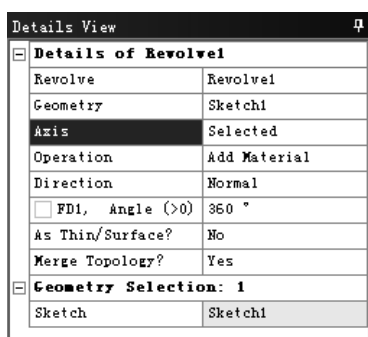 Details View
Details of Revolve1
Revolve Revolve1
Geometry Sketch1
Axis Selected
Operation Add Material
Direction Normal
FD1, Angle (>0) 360 °
As Thin/Surface? No
Merge Topology? Yes
Geometry Selection: 1
Sketch Sketch1